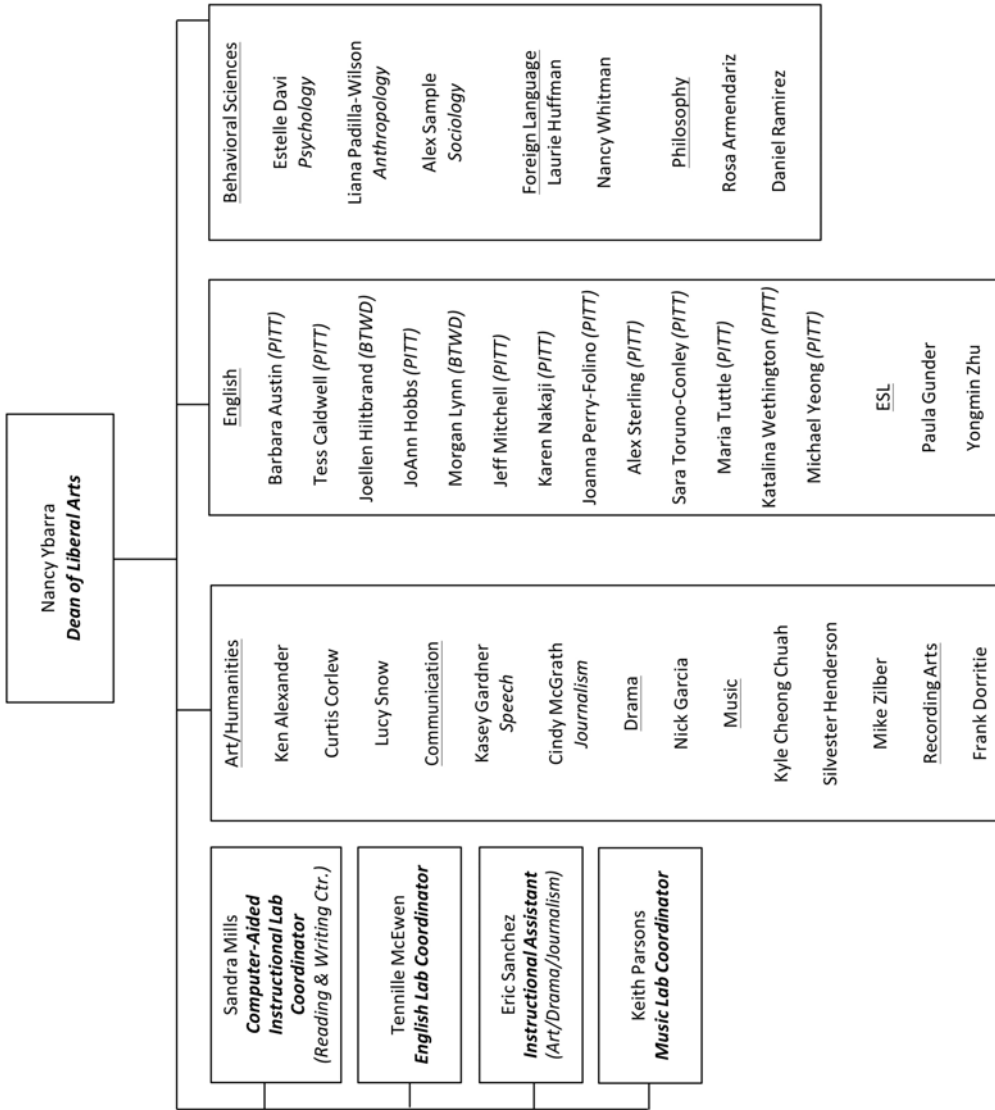 Nancy Ybarra
Dean of Liberal Arts
Sandra Mills
Computer-Aided
Instructional Lab
Coordinator
(Reading & Writing Ctr.)
Tennille McEwen
English Lab Coordinator
Eric Sanchez
Instructional Assistant
(Art/Drama/Journalism)
Keith Parsons
Music Lab Coordinator
Art/Humanities
Ken Alexander
Curtis Corlew
Lucy Snow
Communication
Kasey Gardner
Speech
Cindy McGrath
Journalism
Drama
Nick Garcia
Music
Kyle Cheong Chuah
Silvester Henderson
Mike Zilber
Recording Arts
Frank Dorritie
English
Barbara Austin (PITT)
Tess Caldwell (PITT)
Joellen Hiltbrand (BTWD)
JoAnn Hobbs (PITT)
Morgan Lynn (BTWD)
Jeff Mitchell (PITT)
Karen Nakaji (PITT)
Joanna Perry-Folino (PITT)
Alex Sterling (PITT)
Sara Toruno-Conley (PITT)
Maria Tuttle (PITT)
Katalina Wethington (PITT)
Michael Yeong (PITT)
ESL
Paula Gunder
Yongmin Zhu
Behavioral Sciences
Estelle Davi
Psychology
Liana Padilla-Wilson
Anthropology
Alex Sample
Sociology
Foreign Language
Laurie Huffman
Nancy Whitman
Philosophy
Rosa Armendariz
Daniel Ramirez